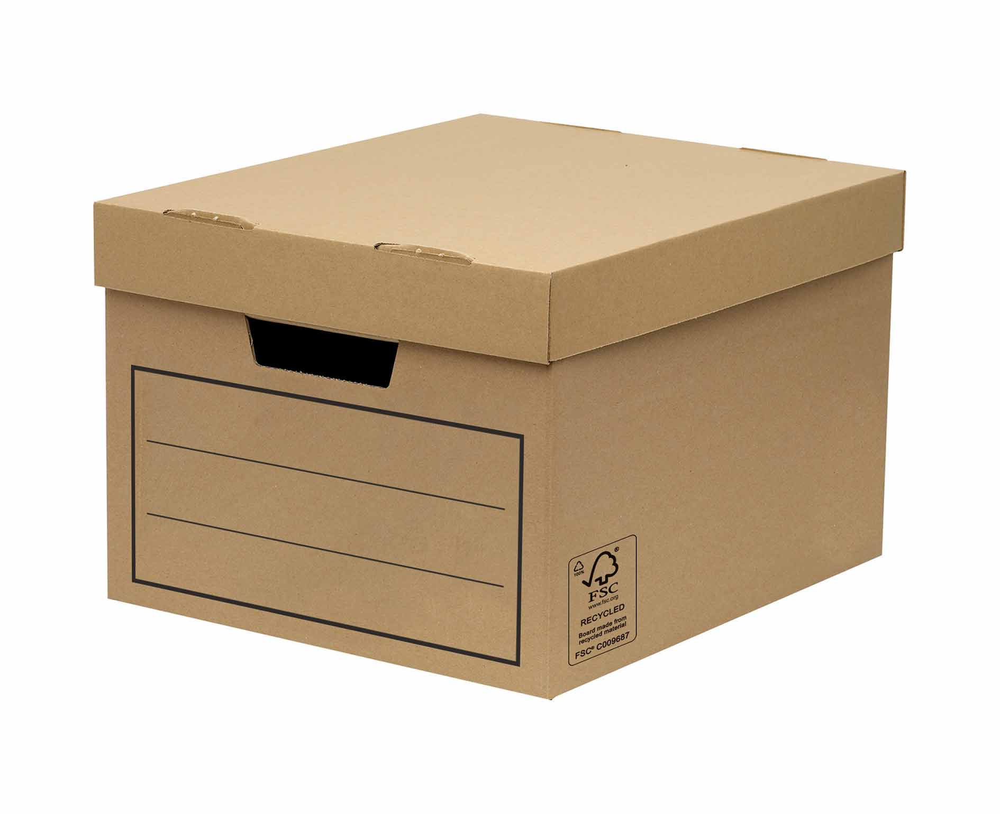 100%
®
FSC
www.fsc.org
RECYCLED
Board made from
recycled material
FSC® C009687